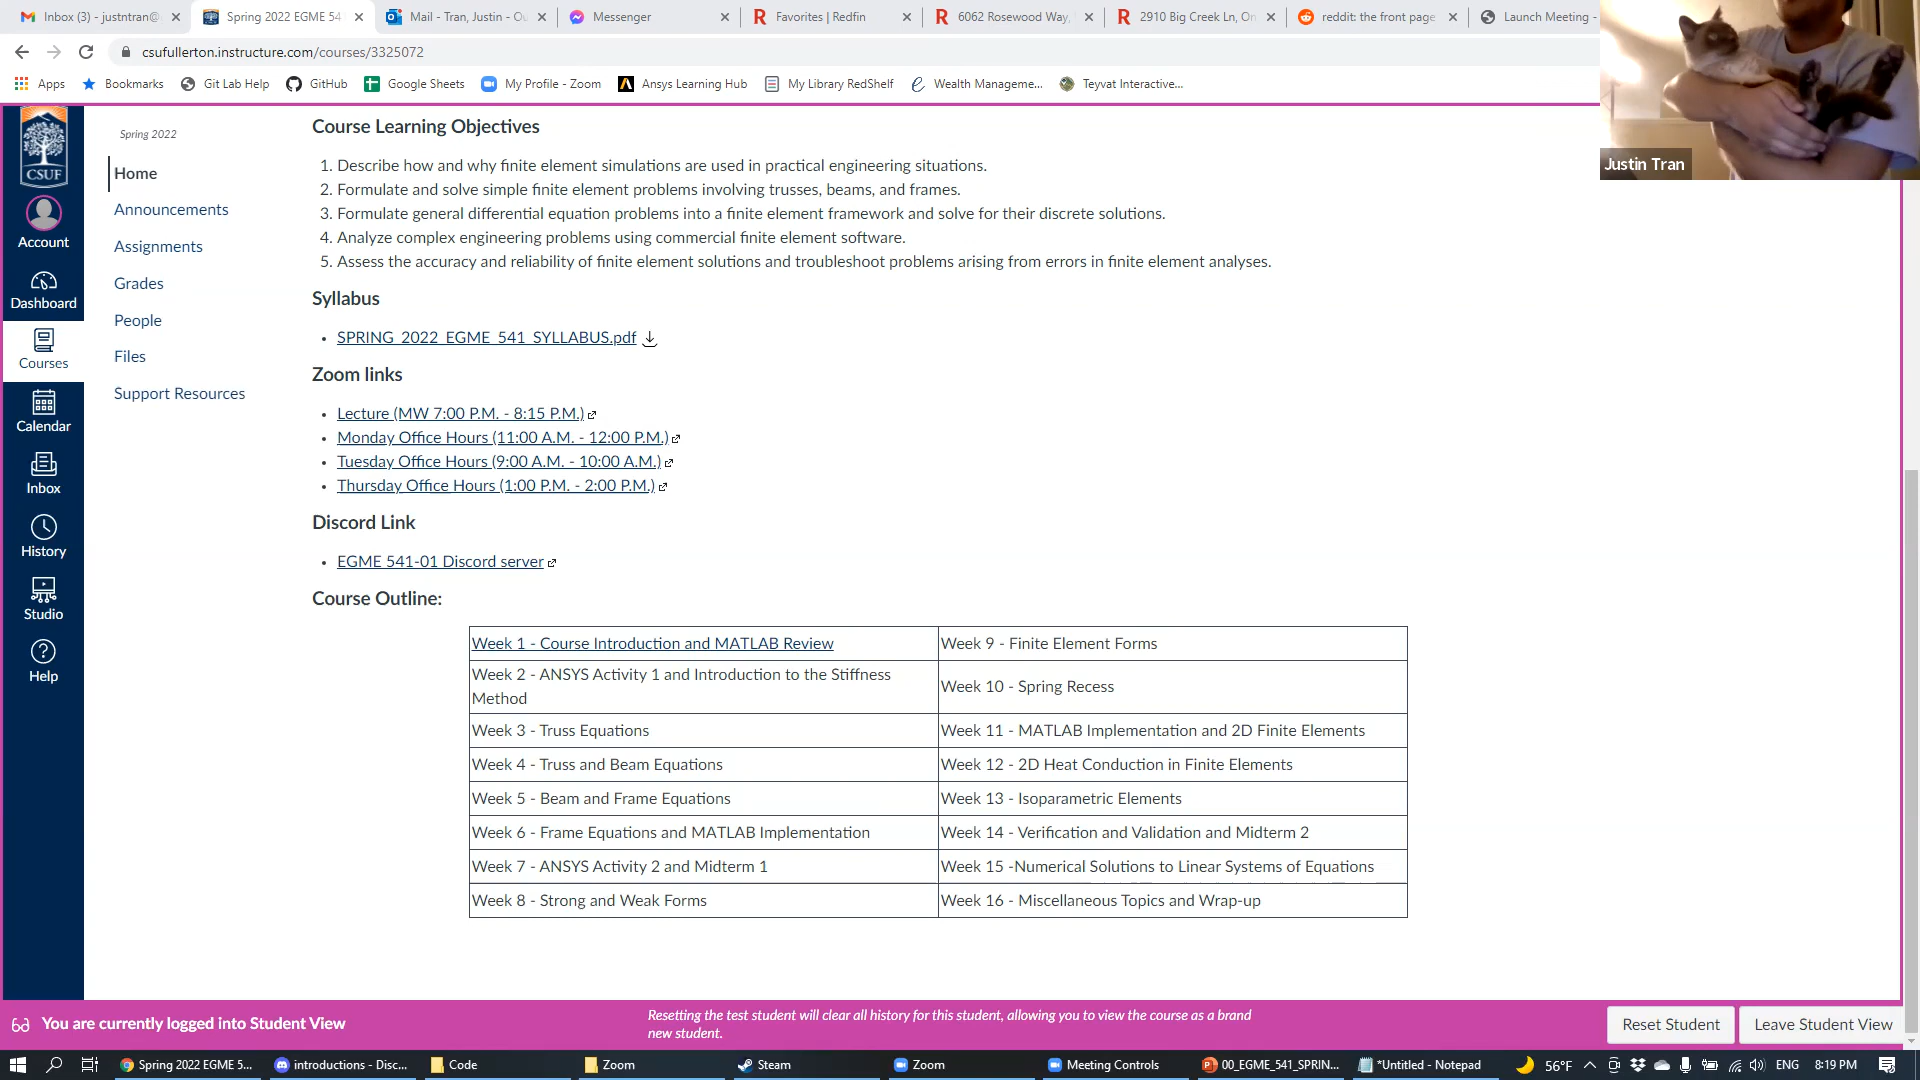 Inbox (3) - justntran@
Spring 2022 EGME 541
Mail - Tran, Justin - Ou
Messenger
Favorites | Redfin
6062 Rosewood Way,
2910 Big Creek Ln, On
reddit: the front page
Launch Meeting -
csufullerton.instructure.com/courses/3325072
Apps
Bookmarks
Git Lab Help
GitHub
Google Sheets
My Profile - Zoom
Ansys Learning Hub
My Library RedShelf
Wealth Manageme...
Teyvat Interactive...
Justin Tran
CSUF
Account
Dashboard
Courses
Calendar
Inbox
History
Studio
Help
Spring 2022
Home
Announcements
Assignments
Grades
People
Files
Support Resources
Course Learning Objectives
1. Describe how and why finite element simulations are used in practical engineering situations.
2. Formulate and solve simple finite element problems involving trusses, beams, and frames.
3. Formulate general differential equation problems into a finite element framework and solve for their discrete solutions.
4. Analyze complex engineering problems using commercial finite element software.
5. Assess the accuracy and reliability of finite element solutions and troubleshoot problems arising from errors in finite element analyses.
Syllabus
SPRING_2022_EGME_541_SYLLABUS.pdf
Zoom links
Lecture (MW 7:00 P.M. - 8:15 P.M.)
Monday Office Hours (11:00 A.M. - 12:00 P.M.)
Tuesday Office Hours (9:00 A.M. - 10:00 A.M.)
Thursday Office Hours (1:00 P.M. - 2:00 P.M.)
Discord Link
EGME 541-01 Discord server
Course Outline:
Week 1 - Course Introduction and MATLAB Review
Week 9 - Finite Element Forms
Week 2 - ANSYS Activity 1 and Introduction to the Stiffness
Method
Week 10 - Spring Recess
Week 3 - Truss Equations
Week 11 - MATLAB Implementation and 2D Finite Elements
Week 4 - Truss and Beam Equations
Week 12 - 2D Heat Conduction in Finite Elements
Week 5 - Beam and Frame Equations
Week 13 - Isoparametric Elements
Week 6 - Frame Equations and MATLAB Implementation
Week 14 - Verification and Validation and Midterm 2
Week 7 - ANSYS Activity 2 and Midterm 1
Week 15 -Numerical Solutions to Linear Systems of Equations
Week 8 - Strong and Weak Forms
Week 16 - Miscellaneous Topics and Wrap-up
You are currently logged into Student View
Resetting the test student will clear all history for this student, allowing you to view the course as a brand
new student.
Reset Student
Leave Student View
Spring 2022 EGME 5...
introductions - Disc...
Code
Zoom
Steam
Zoom
Meeting Controls
00_EGME_541_SPRIN...
*Untitled - Notepad
56°F
ENG
8:19 PM